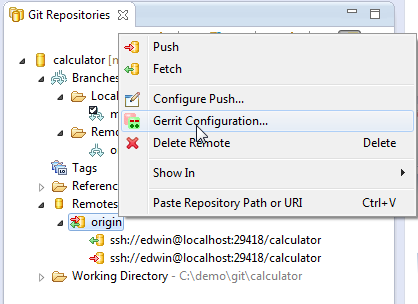 Git Repositories
calculator [
Branches
Loca
m
Rem
o
Tags
Referenc
Remotes
origin
ssh://edwin@localhost:29418/calculator
ssh://edwin@localhost:29418/calculator
Working Directory - C:\demo\git\calculator
Push
Fetch
Configure Push...
Gerrit Configuration...
Delete Remote Delete
Show In
Paste Repository Path or URI Ctrl+V